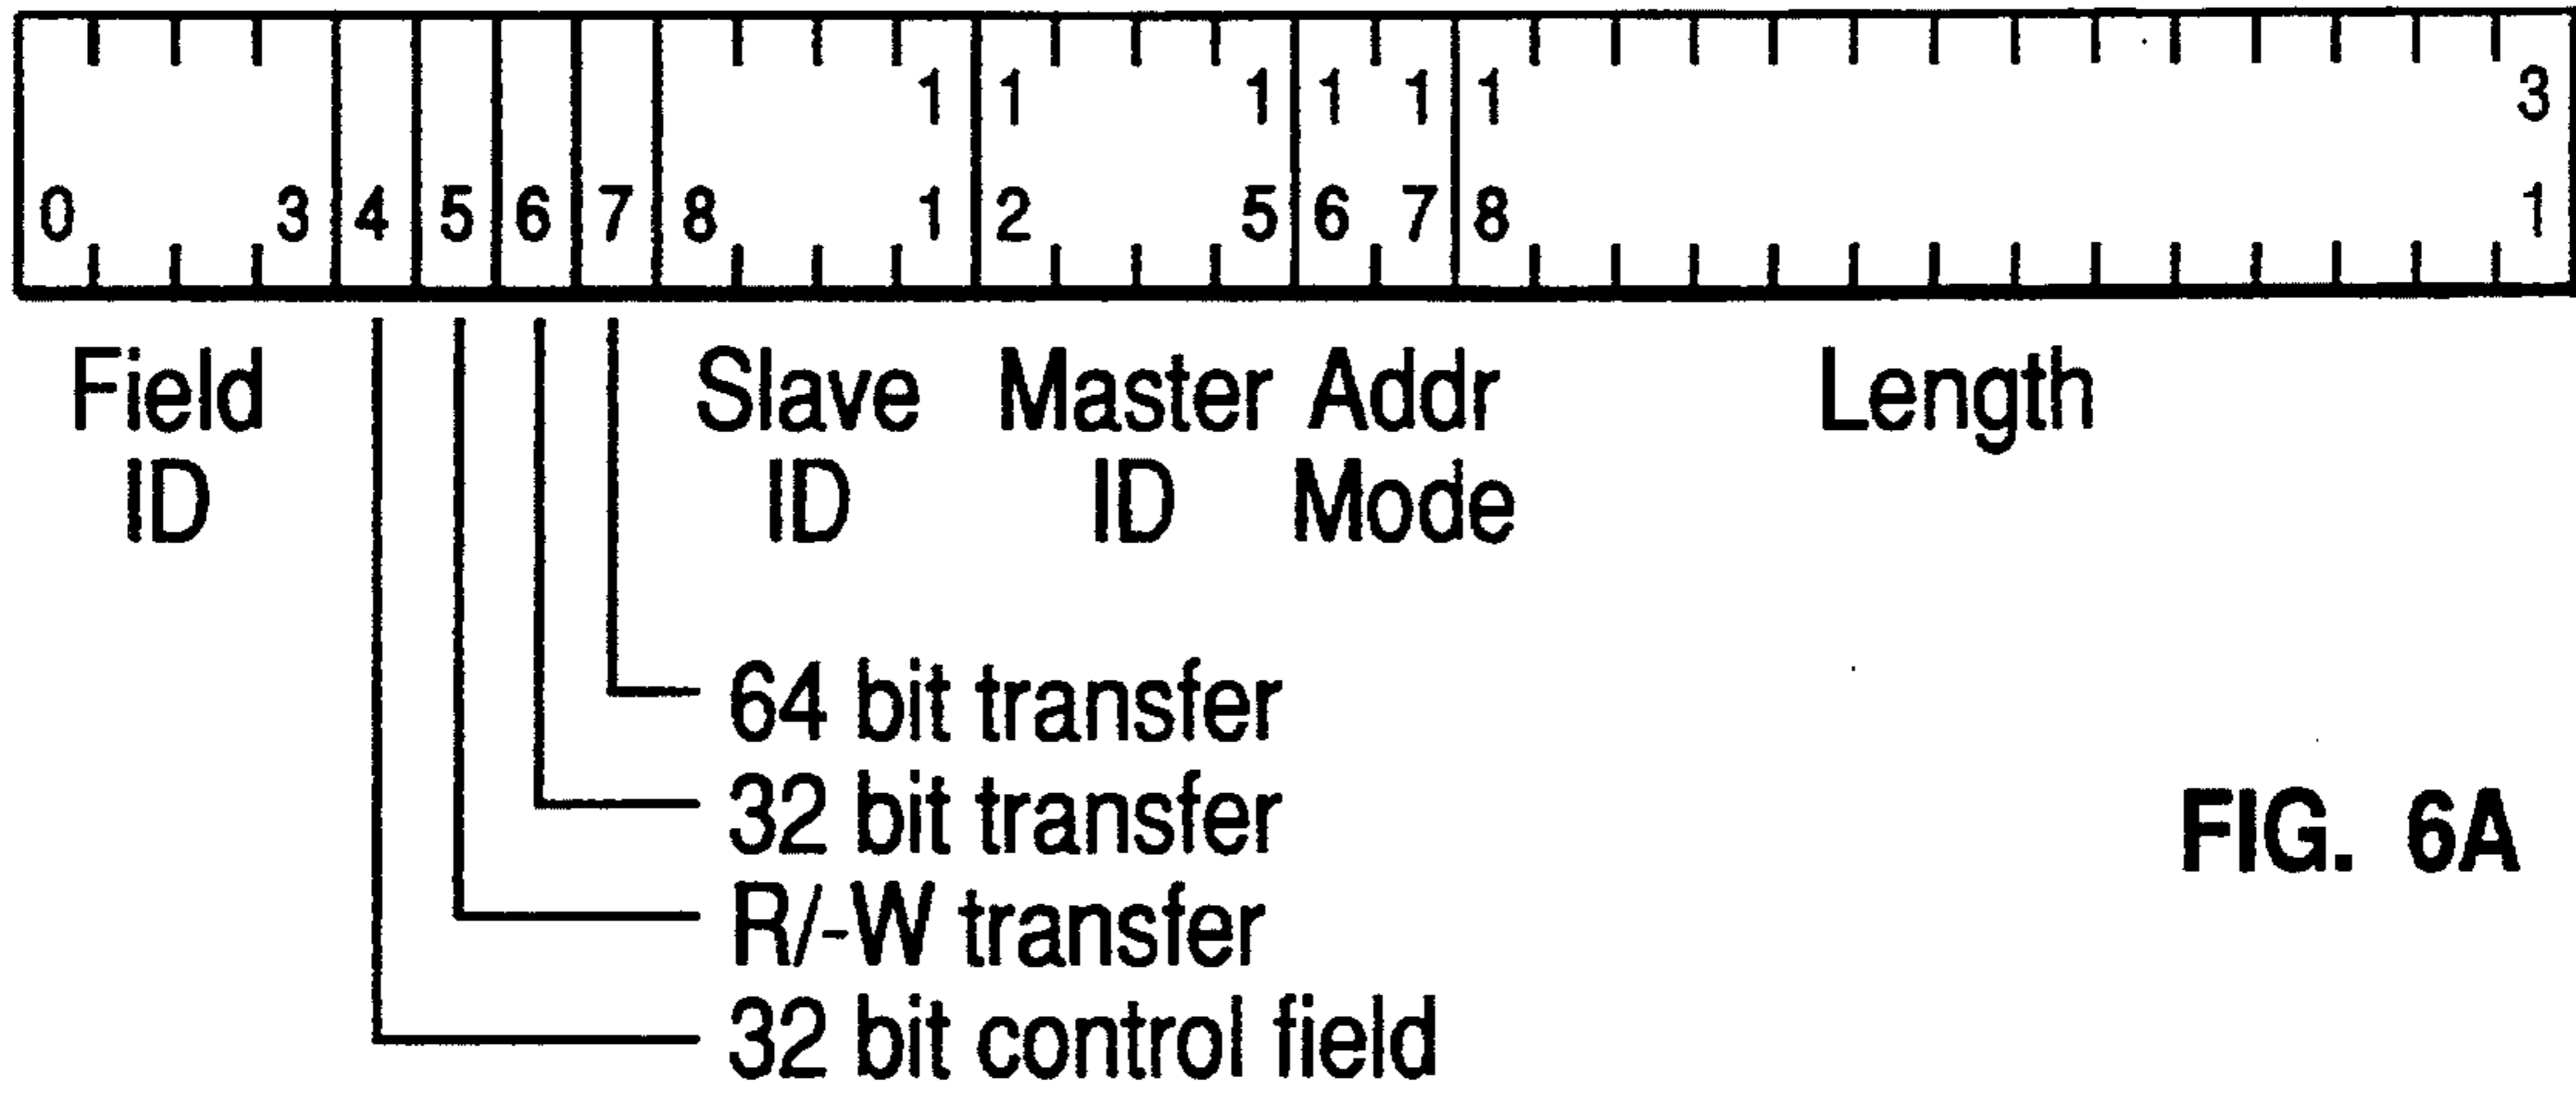 1 1 1 1 1 1 3
0 3 4 5 6 7 8 1 2 5 6 7 8 1
Field Slave Master Addr Length
ID ID ID Mode
64 bit transfer
32 bit transfer
R/-W transfer
32 bit control field
FIG. 6A